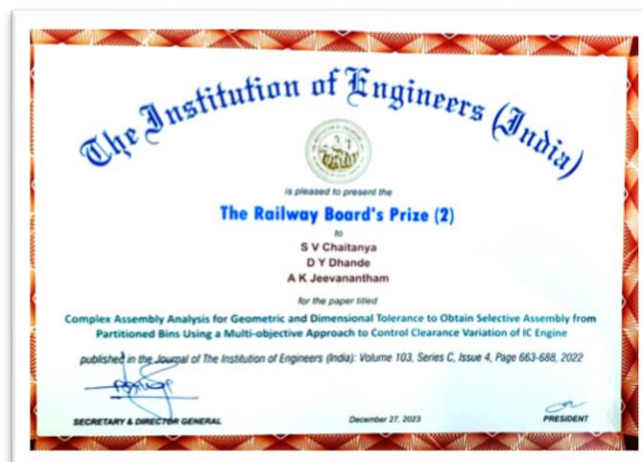 The Institution of Engineers (India)
is pleased to present the
The Railway Board's Prize (2)
to
S V Chaitanya
D Y Dhande
A K Jeevanantham
for the paper titled
Complex Assembly Analysis for Geometric and Dimensional Tolerance to Obtain Selective Assembly from
Partitioned Bins Using a Multi-objective Approach to Control Clearance Variation of IC Engine
published in the Journal of The Institution of Engineers (India): Volume 103, Series C, Issue 4, Page 663-688, 2022
SECRETARY & DIRECTOR GENERAL
December 27, 2023
PRESIDENT